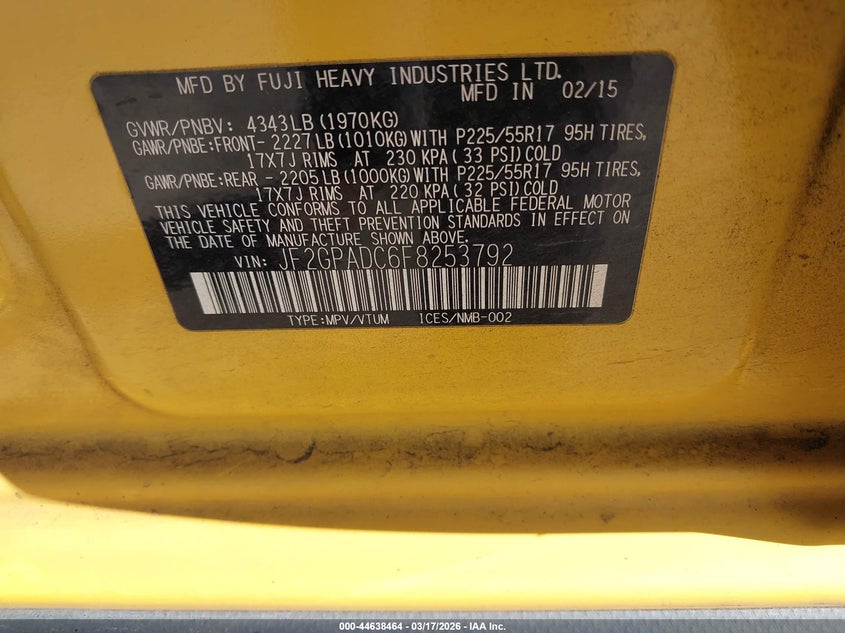 MFD BY FUJI HEAVY INDUSTRIES LTD.
MFD IN 02/15
GVWR/PNBV: 4343LB(1970KG)
GAWR/PNBE:FRONT- 2227LB(1010KG)WITH P225/55R17 95H TIRES,
17X7J RIMS AT 230 KPA(33 PSI)COLD
GAWR/PNBE:REAR - 2205LB(1000KG)WITH P225/55R17 95H TIRES,
17X7J RIMS AT 220 KPA(32 PSI)COLD
THIS VEHICLE CONFORMS TO ALL APPLICABLE FEDERAL MOTOR
VEHICLE SAFETY AND THEFT PREVENTION STANDARDS IN EFFECT ON
THE DATE OF MANUFACTURE SHOWN ABOVE.
VIN: JF2GPADC6F8253792
TYPE:MPV/VTUM ICES/NMB-002
000-44638464 - 03/17/2026 - IAA Inc.